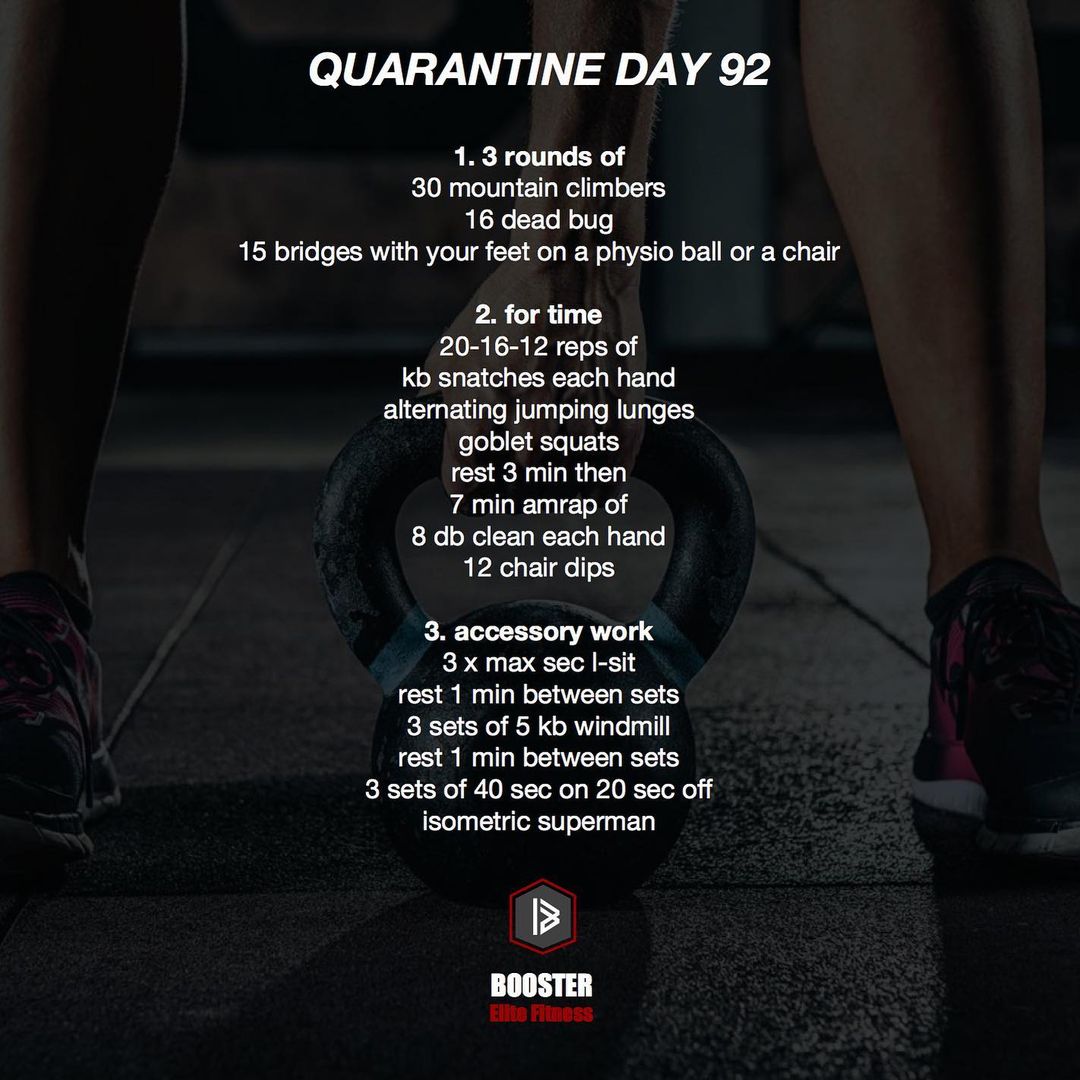 QUARANTINE DAY 92
1. 3 rounds of
30 mountain climbers
16 dead bug
15 bridges with your feet on a physio ball or a chair
2. for time
20-16-12 reps of
kb snatches each hand
alternating jumping lunges
goblet squats
rest 3 min then
7 min amrap of
8 db clean each hand
12 chair dips
3. accessory work
3 x max sec l-sit
rest 1 min between sets
3 sets of 5 kb windmill
rest 1 min between sets
3 sets of 40 sec on 20 sec off
isometric superman
BOOSTER
Elite Fitness